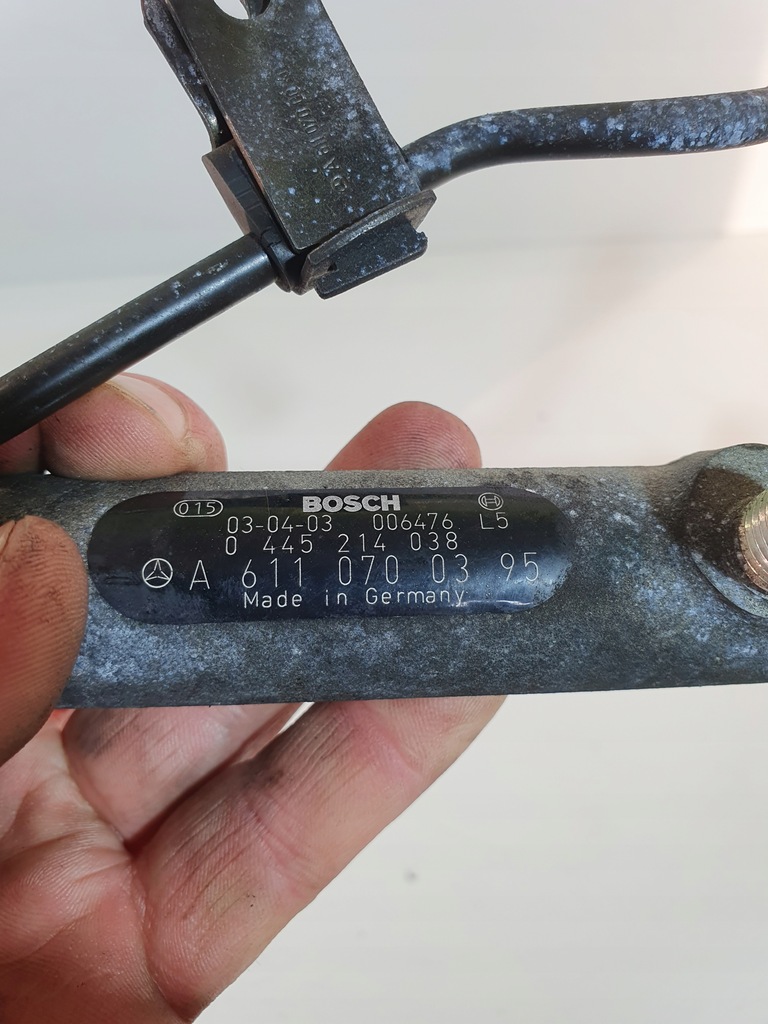 015 BOSCH
03-04-03 006476 L5
0 445 214 038
A 611 070 03 95
Made in Germany